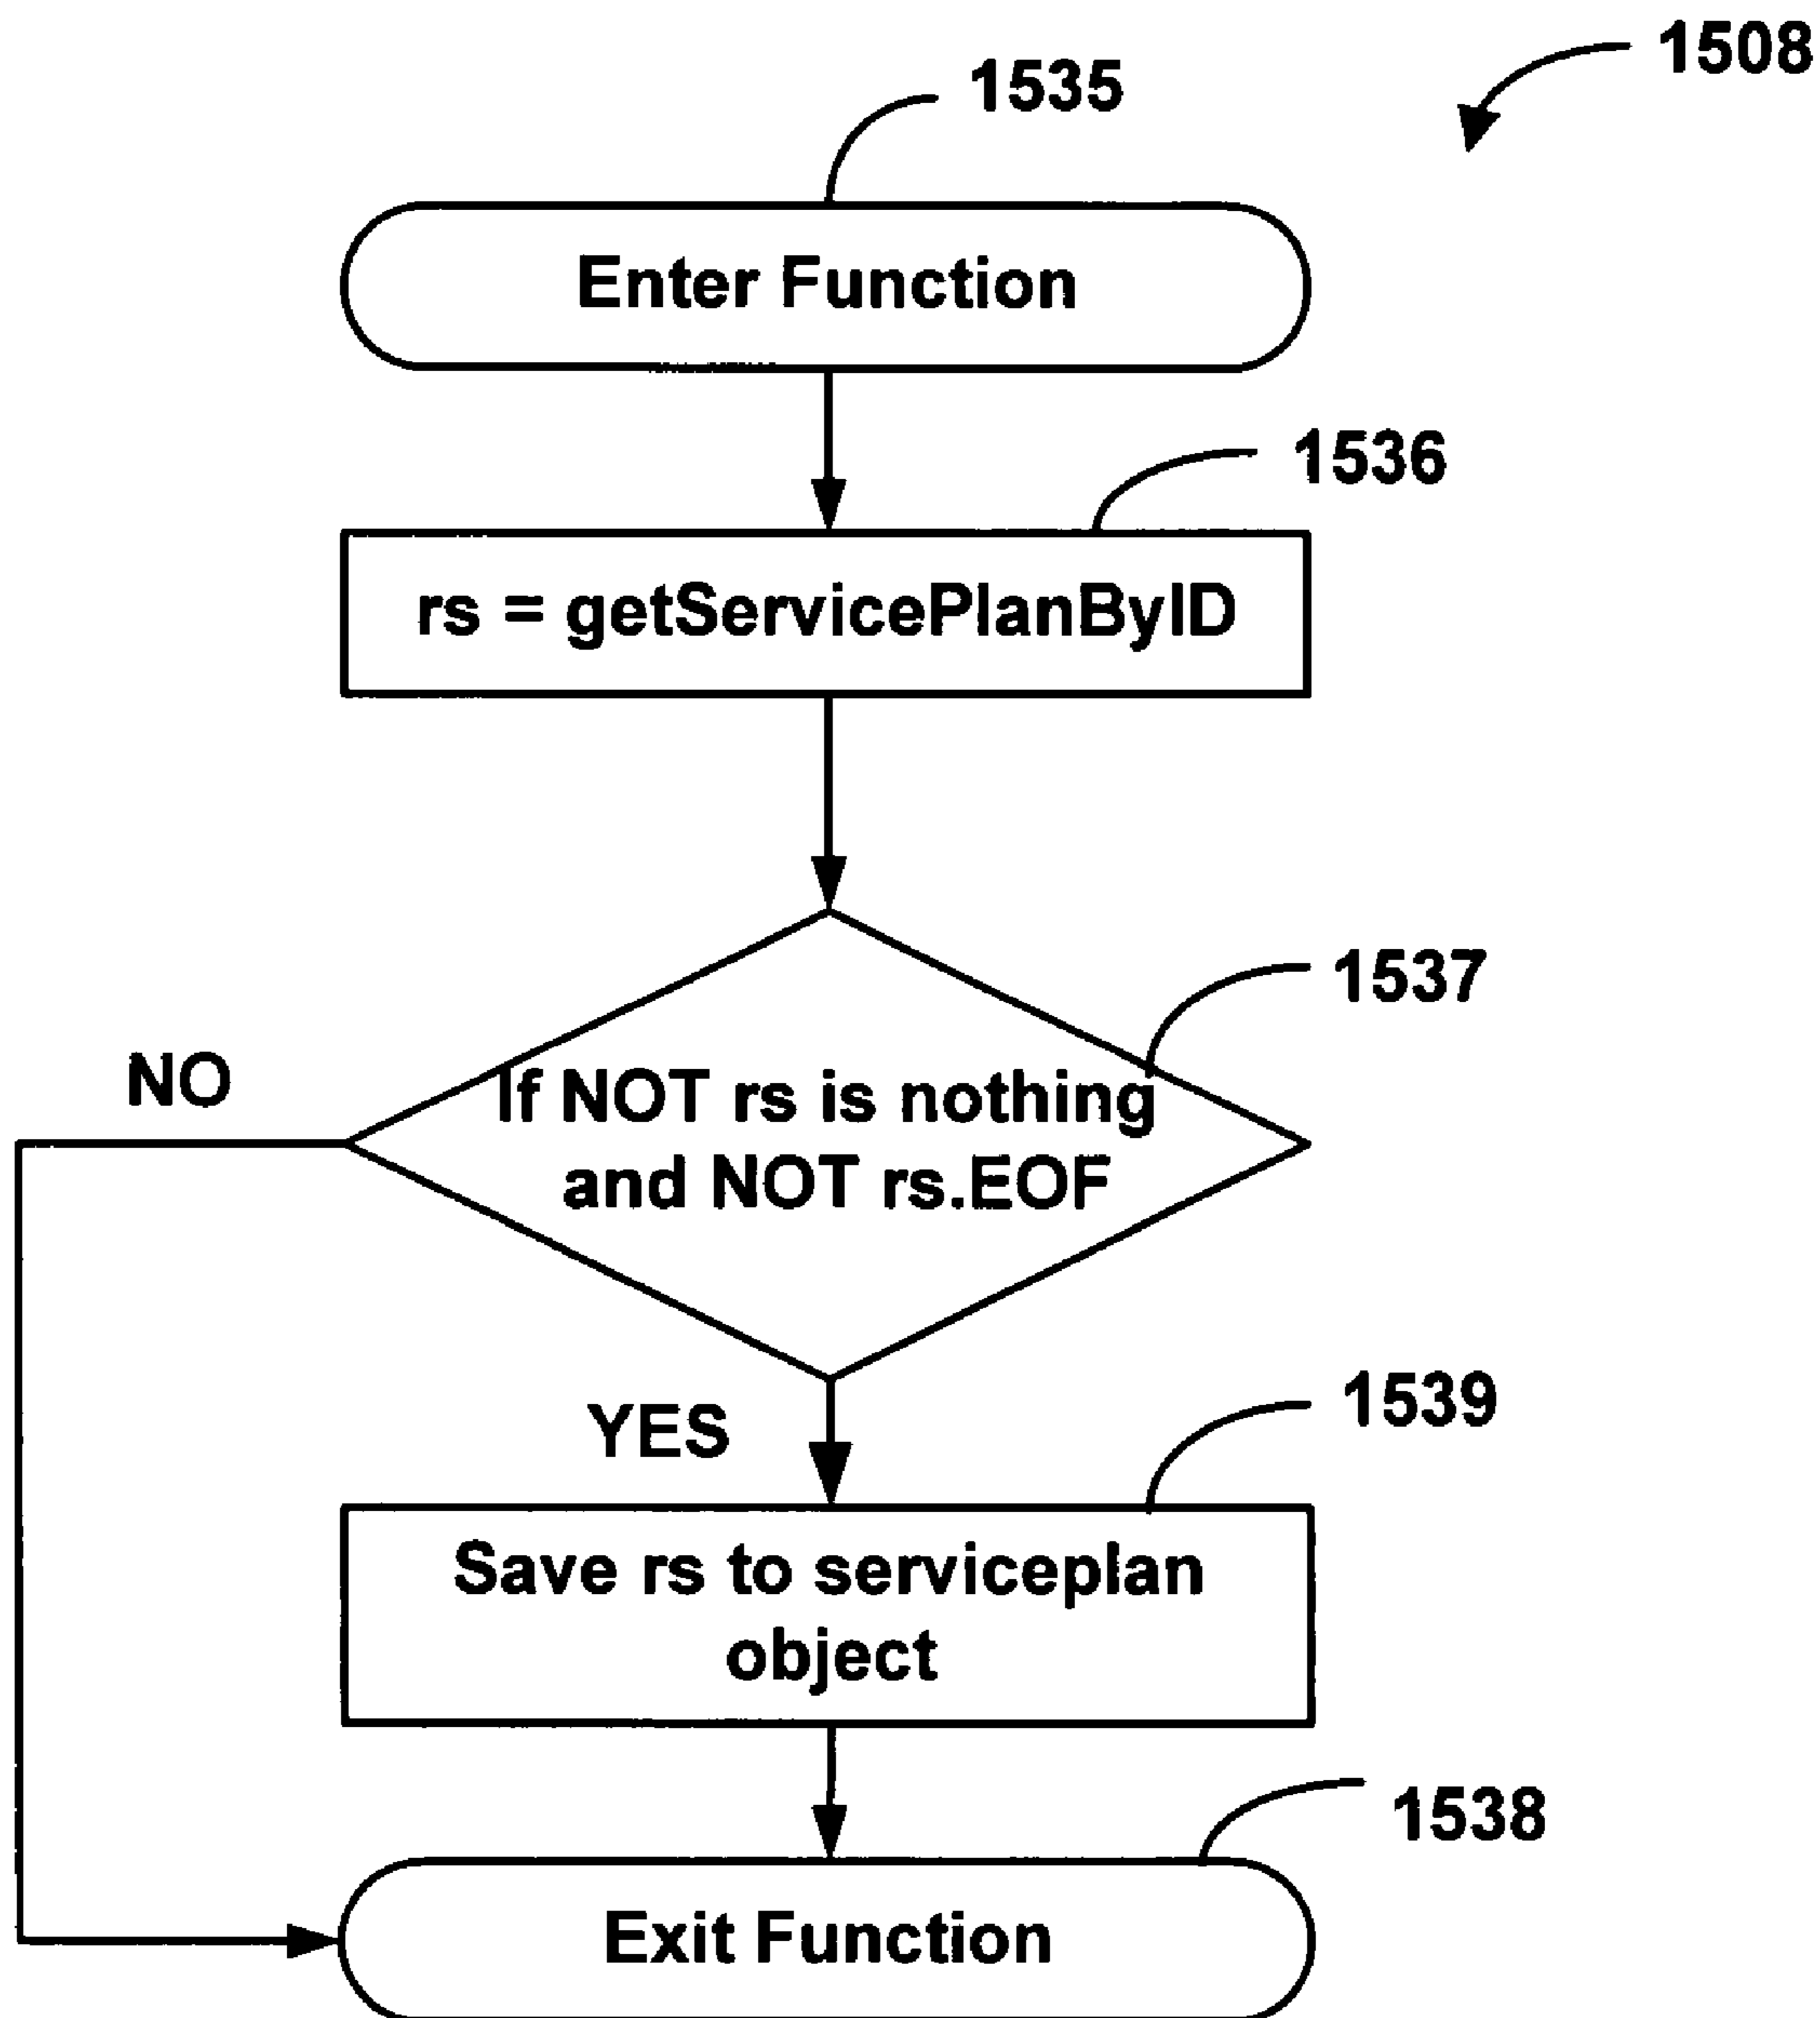 1508
1535
Enter Function
1536
rs = getServicePlanByID
1537
NO
If NOT rs is nothing
and NOT rs.EOF
1539
YES
Save rs to serviceplan
object
1538
Exit Function